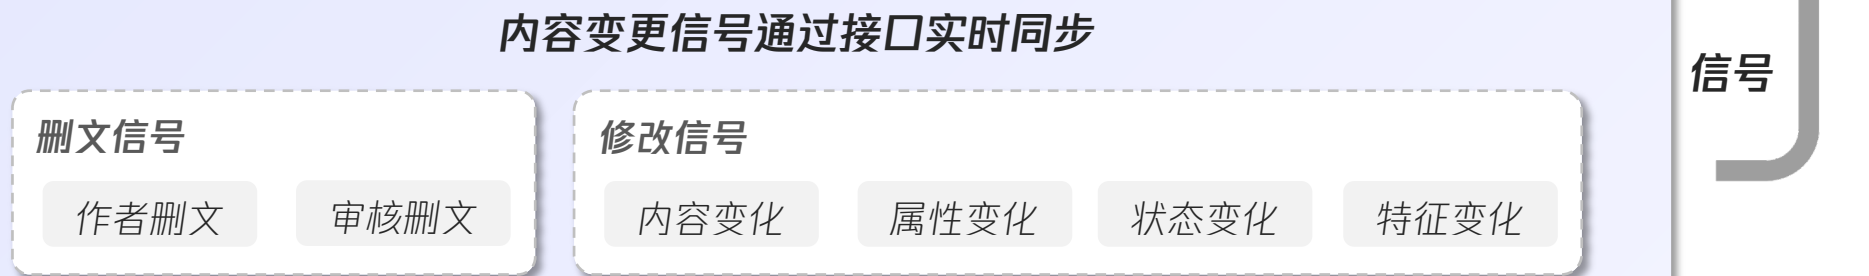 内容变更信号通过接口实时同步
信号
删文信号
作者删文
审核删文
修改信号
内容变化
属性变化
状态变化
特征变化